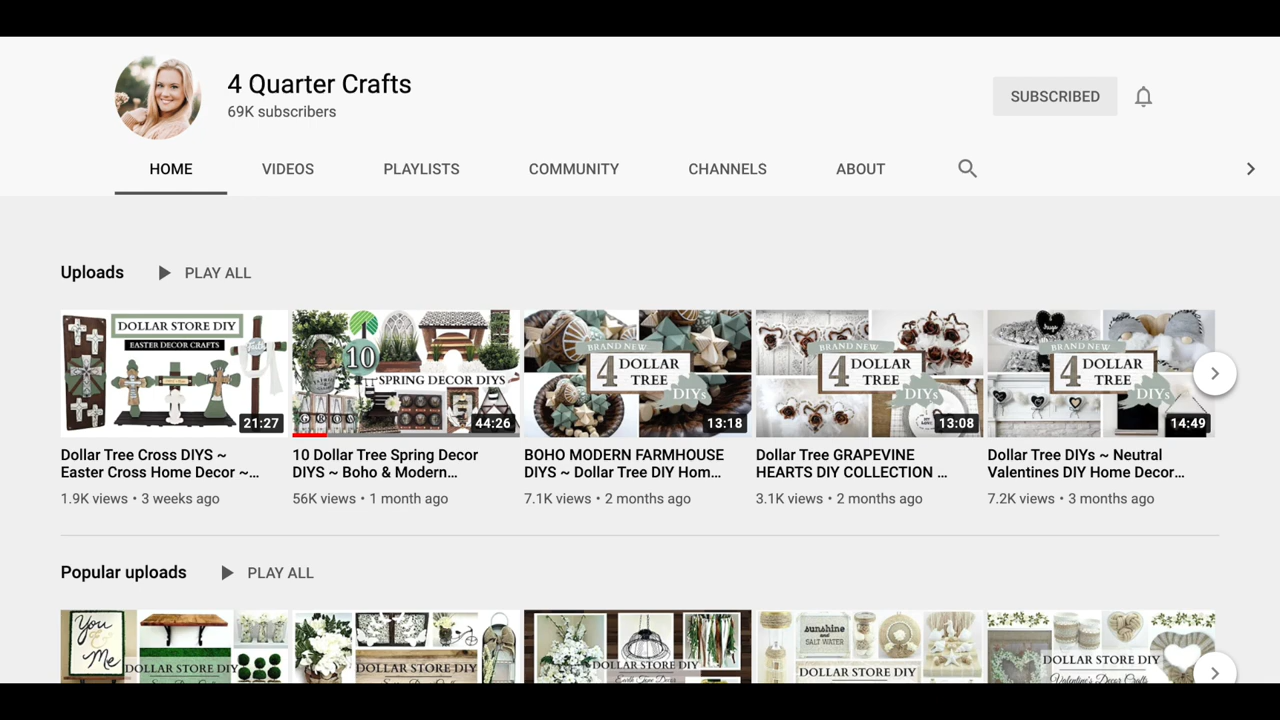 4 Quarter Crafts
69K subscribers
SUBSCRIBED
HOME VIDEOS PLAYLISTS COMMUNITY CHANNELS ABOUT
Uploads PLAY ALL
DOLLAR STORE DIY
EASTER DECOR CRAFTS
21:27
10
SPRING DECOR DIYS
44:26
BRAND NEW
4 DOLLAR
TREE
DIYs
13:18
BRAND NEW
4 DOLLAR
TREE
DIYs
13:08
hugs
BRAND NEW
4 DOLLAR
TREE
DIYs
14:49
Dollar Tree Cross DIYS ~
Easter Cross Home Decor ~...
1.9K views • 3 weeks ago
10 Dollar Tree Spring Decor
DIYS ~ Boho & Modern...
56K views • 1 month ago
BOHO MODERN FARMHOUSE
DIYS ~ Dollar Tree DIY Hom...
7.1K views • 2 months ago
Dollar Tree GRAPEVINE
HEARTS DIY COLLECTION ...
3.1K views • 2 months ago
Dollar Tree DIYs ~ Neutral
Valentines DIY Home Decor...
7.2K views • 3 months ago
Popular uploads PLAY ALL
You
& Me
DOLLAR STORE DIY
DOLLAR STORE DIY
DOLLAR STORE DIY
Earth Tone Decor
sunshine
and
SALT WATER
DOLLAR STORE DIY
DOLLAR STORE DIY
Valentine's Decor Crafts